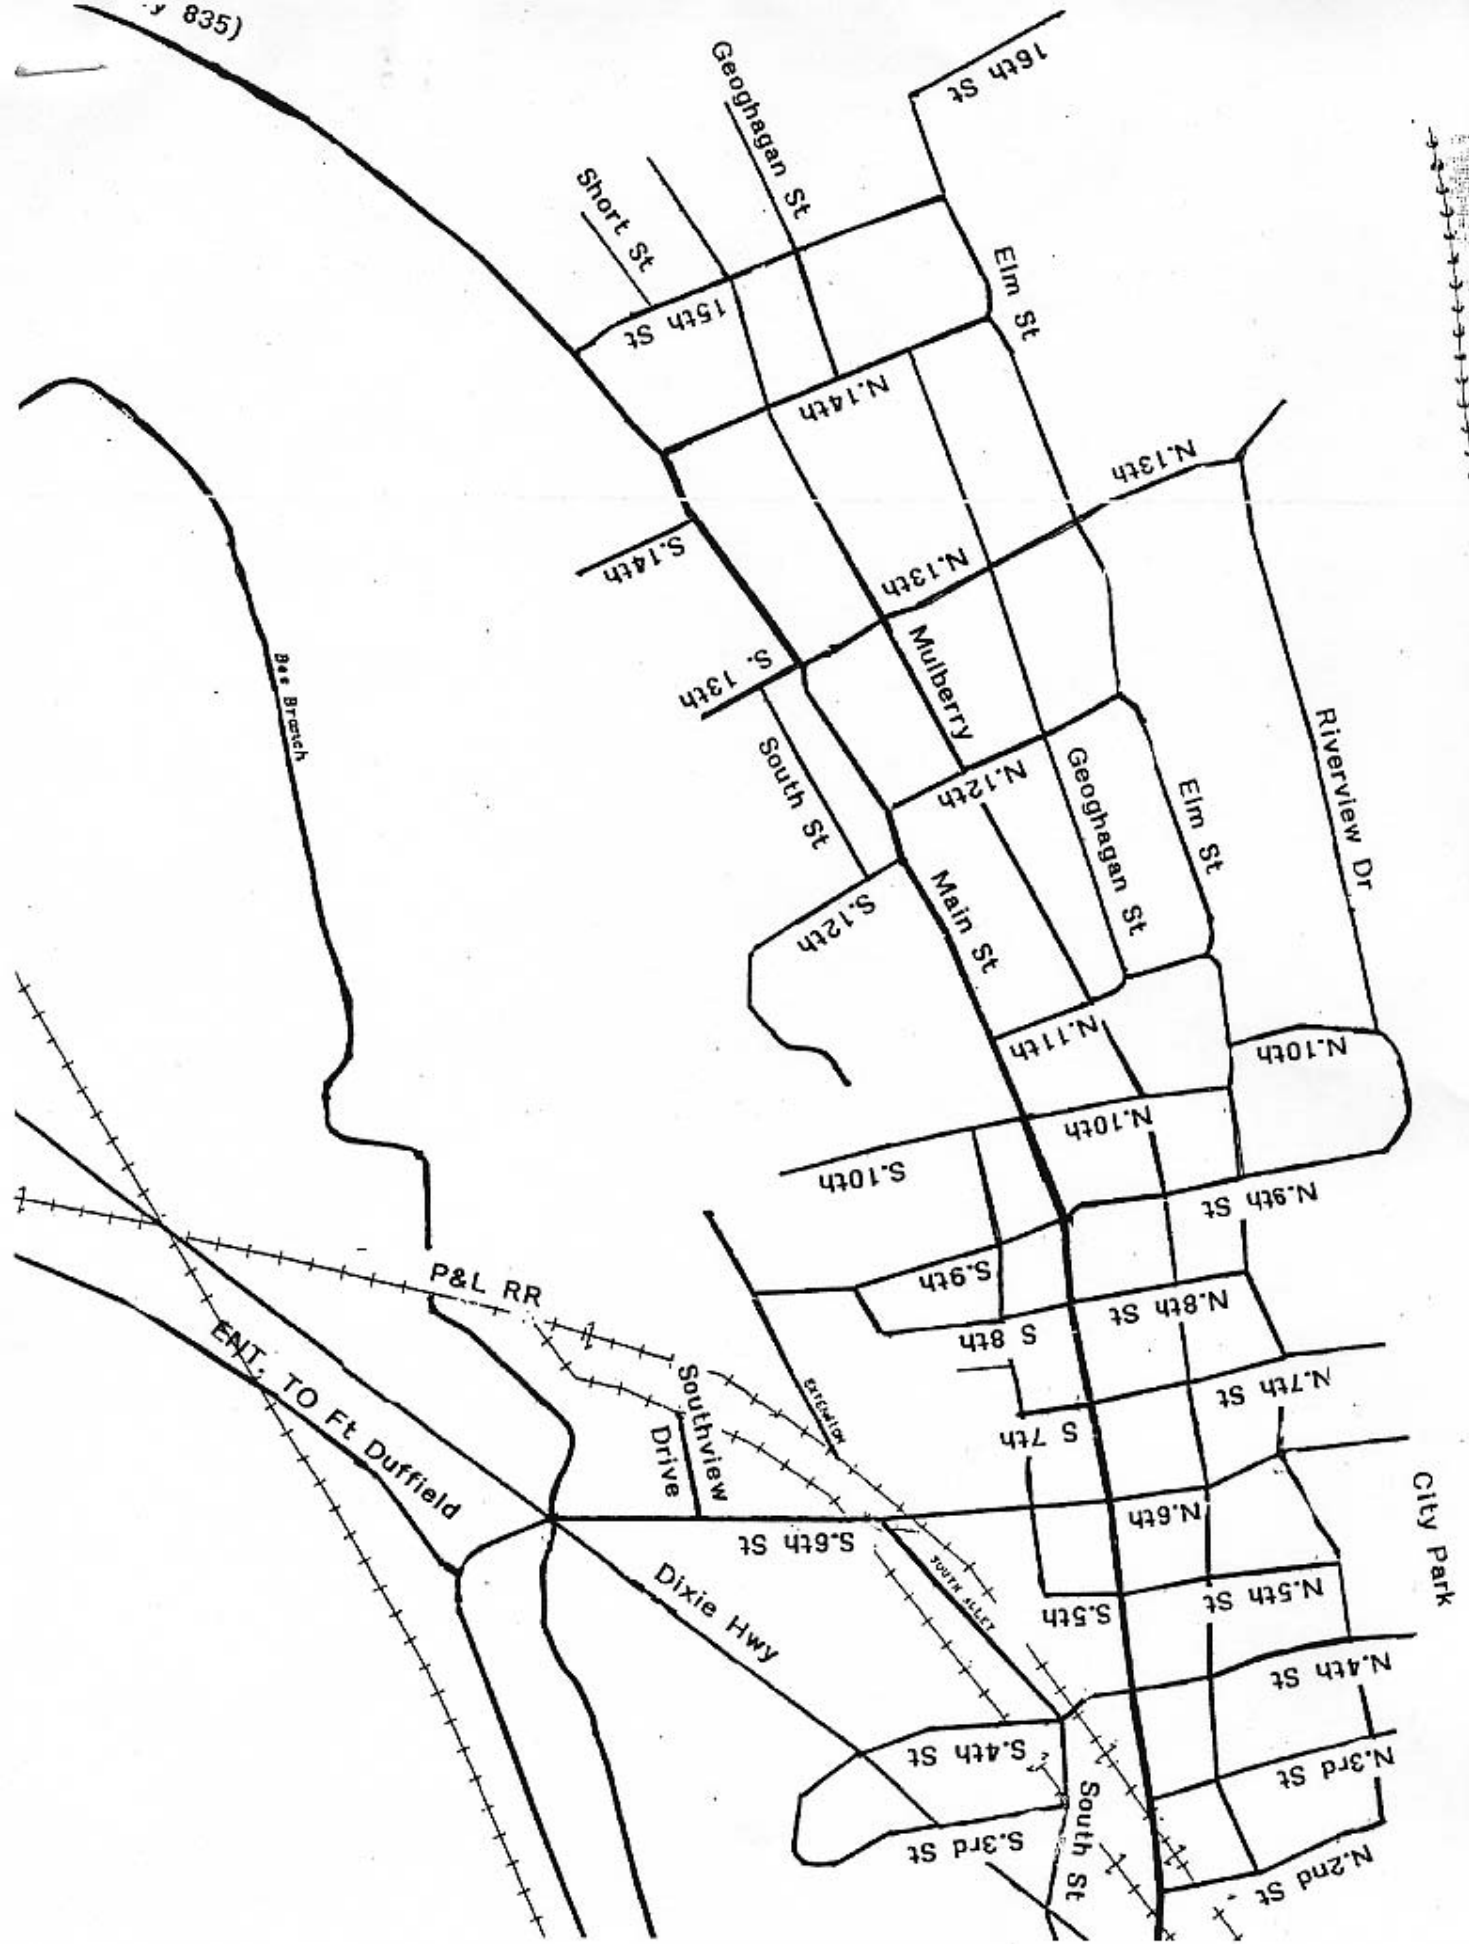 835)
16th St
Geoghagan St
Short St
15th St
Elm St
N.14th
N.13th
S.14th
N.13th
S. 13th
Mulberry
Bee Branch
South St
N.12th
Geoghagan St
Elm St
Riverview Dr
S.12th
Main St
N.11th
N.10th
N.10th
S.10th
N.9th St
S.9th
P&L RR
N.8th St
S 8th
ENT. TO Ft Duffield
Southview
Drive
EXTENSION
N.7th St
S 7th
City Park
N.6th
S.6th St
SOUTH ALLEY
Dixie Hwy
N.5th St
S.5th
N.4th St
S.4th St
N.3rd St
South St
S.3rd St
N.2nd St